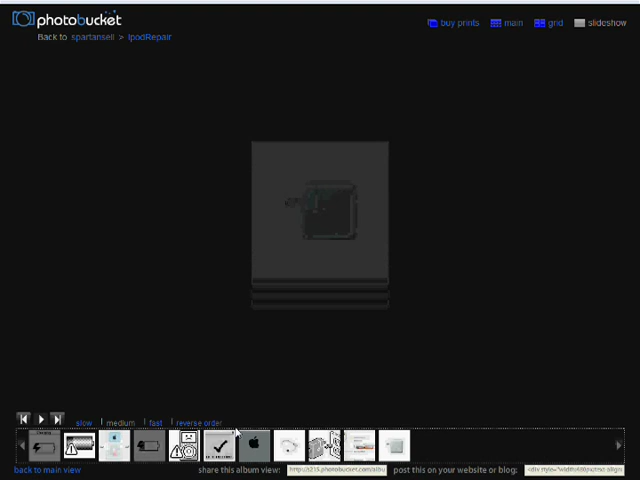 photobucket
buy prints main grid slideshow
Back to spartansell > IpodRepair
slow medium fast reverse order
back to main view share this album view: post this on your website or blog: